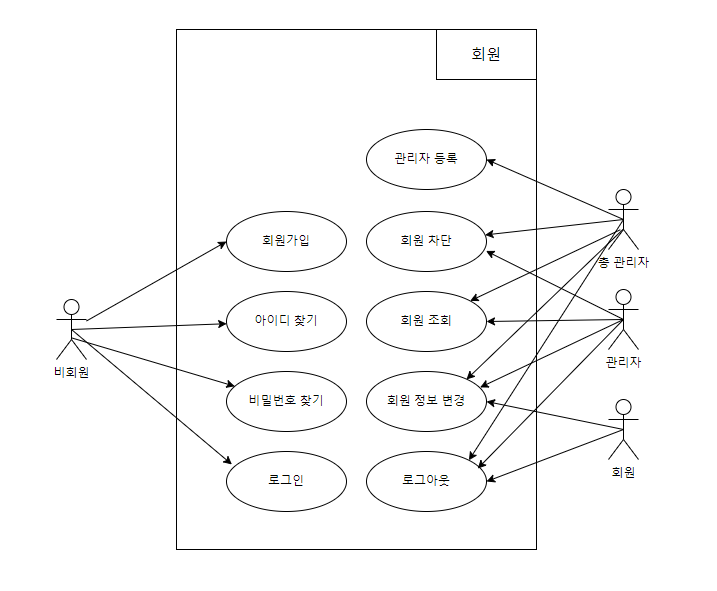 회원
관리자 등록
회원가입
회원 차단
총 관리자
아이디 찾기
회원 조회
비회원
관리자
비밀번호 찾기
회원 정보 변경
회원
로그인
로그아웃